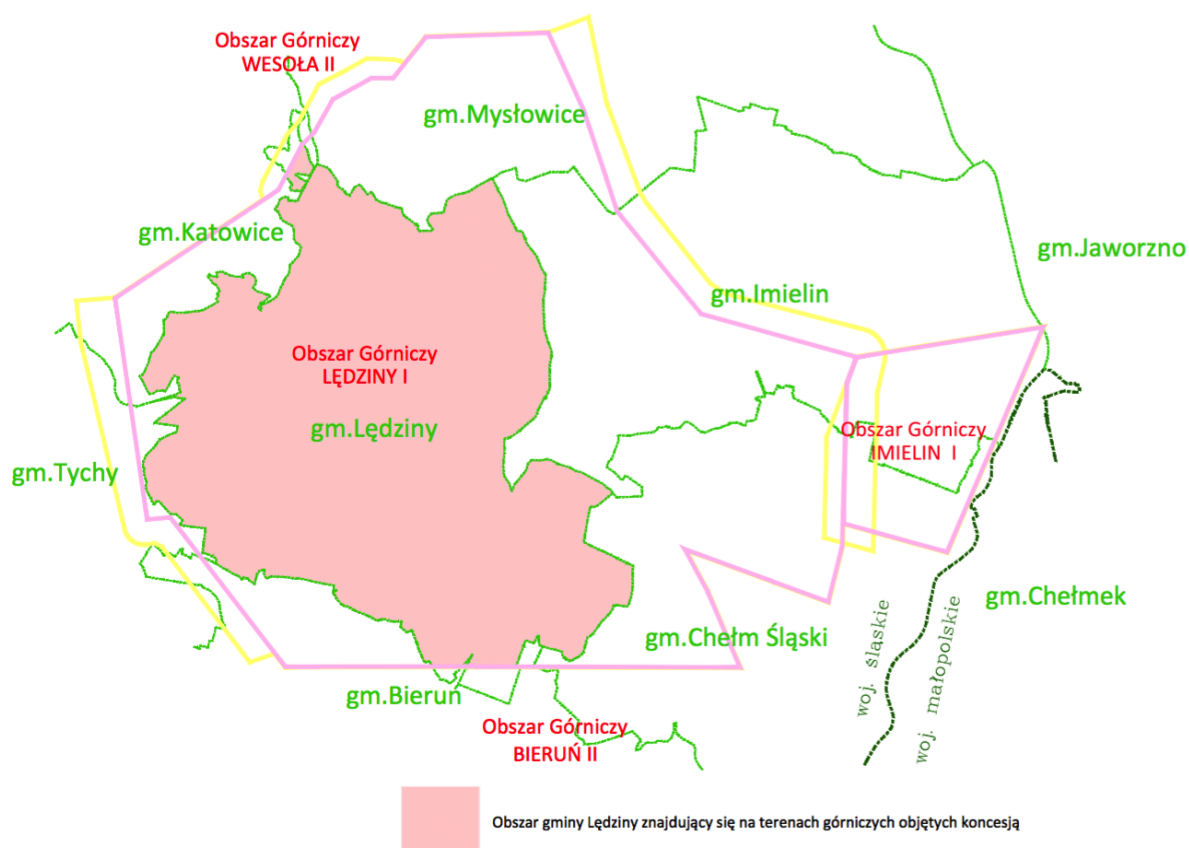 Obszar Górniczy
WESOŁA II
gm.Mysłowice
gm.Katowice
gm.Jaworzno
gm.Imielin
Obszar Górniczy
LĘDZINY I
gm.Lędziny
Obszar Górniczy
IMIELIN I
gm.Tychy
gm.Chełmek
gm.Chełm Śląski
woj. śląskie
woj. małopolskie
gm.Bieruń
Obszar Górniczy
BIERUŃ II
Obszar gminy Lędziny znajdujący się na terenach górniczych objętych koncesją